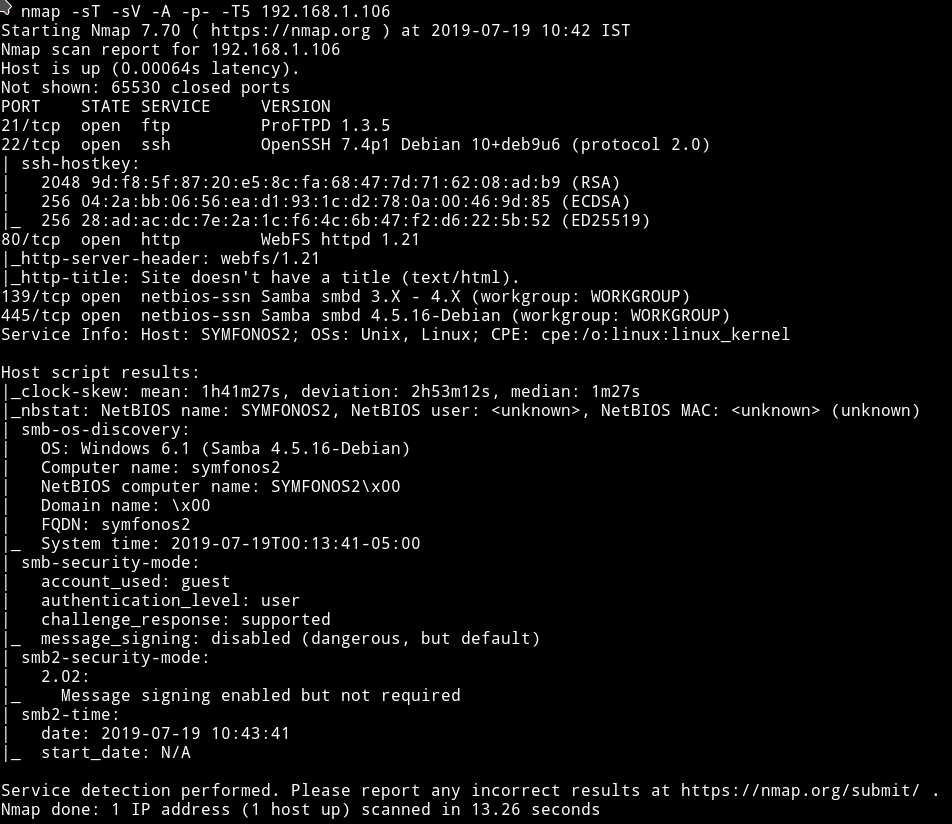 nmap -sT -sV -A -p- -T5 192.168.1.106
Starting Nmap 7.70 ( https://nmap.org ) at 2019-07-19 10:42 IST
Nmap scan report for 192.168.1.106
Host is up (0.00064s latency).
Not shown: 65530 closed ports
PORT    STATE SERVICE     VERSION
21/tcp  open  ftp         ProFTPD 1.3.5
22/tcp  open  ssh         OpenSSH 7.4p1 Debian 10+deb9u6 (protocol 2.0)
| ssh-hostkey:
|   2048 9d:f8:5f:87:20:e5:8c:fa:68:47:7d:71:62:08:ad:b9 (RSA)
|   256 04:2a:bb:06:56:ea:d1:93:1c:d2:78:0a:00:46:9d:85 (ECDSA)
|_  256 28:ad:ac:dc:7e:2a:1c:f6:4c:6b:47:f2:d6:22:5b:52 (ED25519)
80/tcp  open  http        WebFS httpd 1.21
|_http-server-header: webfs/1.21
|_http-title: Site doesn't have a title (text/html).
139/tcp open  netbios-ssn Samba smbd 3.X - 4.X (workgroup: WORKGROUP)
445/tcp open  netbios-ssn Samba smbd 4.5.16-Debian (workgroup: WORKGROUP)
Service Info: Host: SYMFONOS2; OSs: Unix, Linux; CPE: cpe:/o:linux:linux_kernel

Host script results:
|_clock-skew: mean: 1h41m27s, deviation: 2h53m12s, median: 1m27s
|_nbstat: NetBIOS name: SYMFONOS2, NetBIOS user: <unknown>, NetBIOS MAC: <unknown> (unknown)
| smb-os-discovery:
|   OS: Windows 6.1 (Samba 4.5.16-Debian)
|   Computer name: symfonos2
|   NetBIOS computer name: SYMFONOS2\x00
|   Domain name: \x00
|   FQDN: symfonos2
|_  System time: 2019-07-19T00:13:41-05:00
| smb-security-mode:
|   account_used: guest
|   authentication_level: user
|   challenge_response: supported
|_  message_signing: disabled (dangerous, but default)
| smb2-security-mode:
|   2.02:
|_    Message signing enabled but not required
| smb2-time:
|   date: 2019-07-19 10:43:41
|_  start_date: N/A

Service detection performed. Please report any incorrect results at https://nmap.org/submit/ .
Nmap done: 1 IP address (1 host up) scanned in 13.26 seconds